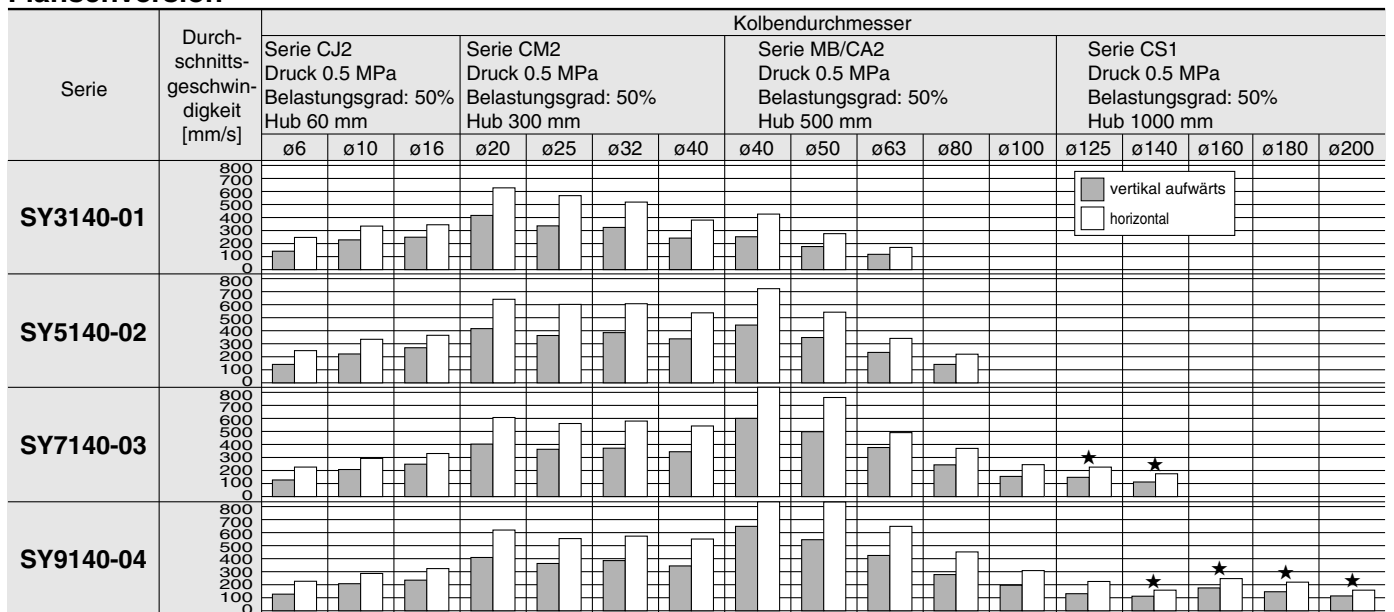 Flanschversion
Kolbendurchmesser
Serie
Durch-
schnitts-
geschwin-
digkeit
[mm/s]
Serie CJ2
Druck 0.5 MPa
Belastungsgrad: 50%
Hub 60 mm
Serie CM2
Druck 0.5 MPa
Belastungsgrad: 50%
Hub 300 mm
Serie MB/CA2
Druck 0.5 MPa
Belastungsgrad: 50%
Hub 500 mm
Serie CS1
Druck 0.5 MPa
Belastungsgrad: 50%
Hub 1000 mm
ø6 ø10 ø16 ø20 ø25 ø32 ø40 ø40 ø50 ø63 ø80 ø100 ø125 ø140 ø160 ø180 ø200
SY3140-01
800
700
600
500
400
300
200
100
0
vertikal aufwärts
horizontal
SY5140-02
800
700
600
500
400
300
200
100
0
SY7140-03
800
700
600
500
400
300
200
100
0
★ ★
SY9140-04
800
700
600
500
400
300
200
100
0
★ ★ ★ ★